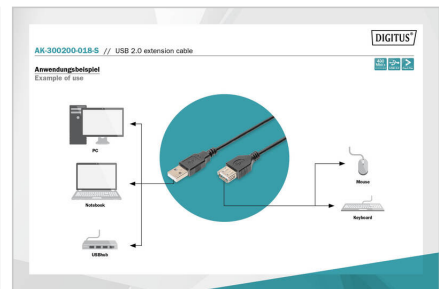 DIGITUS®
AK-300200-018-S // USB 2.0 extension cable
Anwendungsbeispiel
Example of use
PC
Notebook
USBHub
Mouse
Keyboard